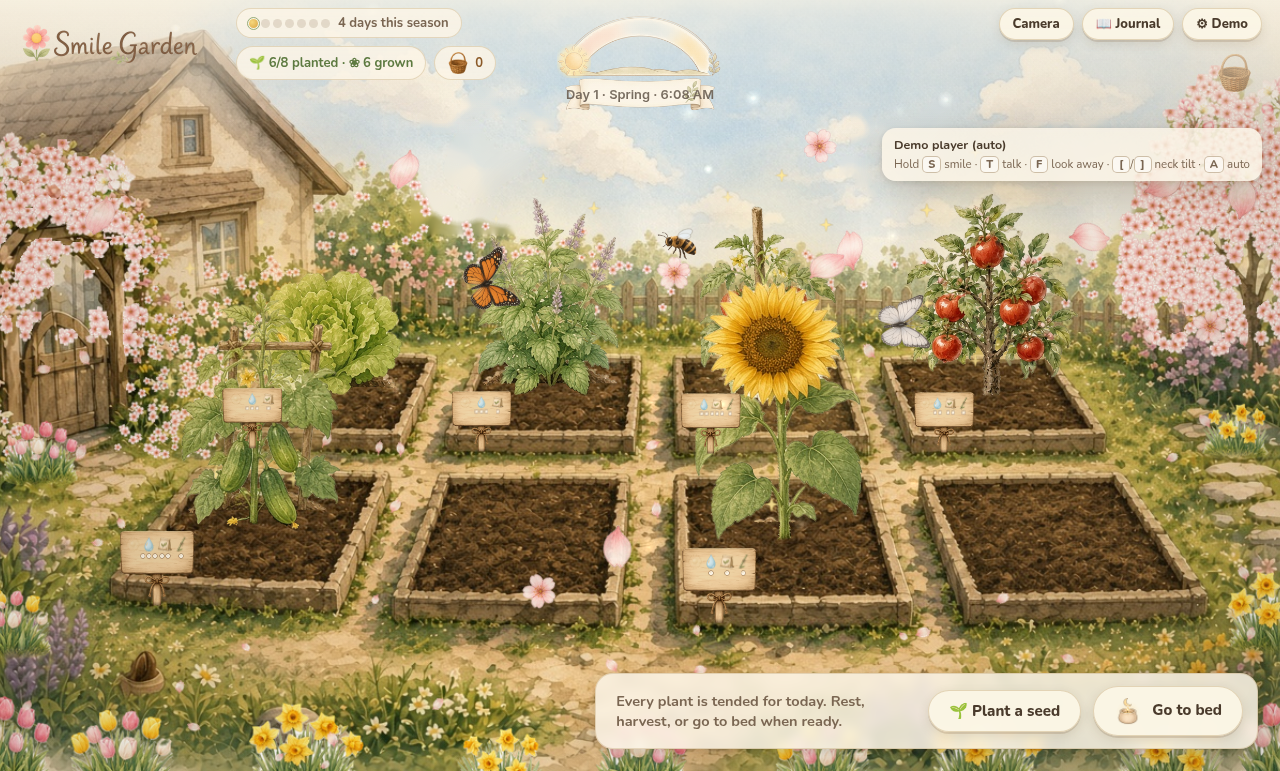 Smile Garden
4 days this season
6/8 planted · 6 grown
0
Day 1 · Spring · 6:08 AM
Camera
Journal
Demo
Demo player (auto)
Hold S smile · T talk · F look away · [ / ] neck tilt · A auto
Every plant is tended for today. Rest,
harvest, or go to bed when ready.
Plant a seed
Go to bed